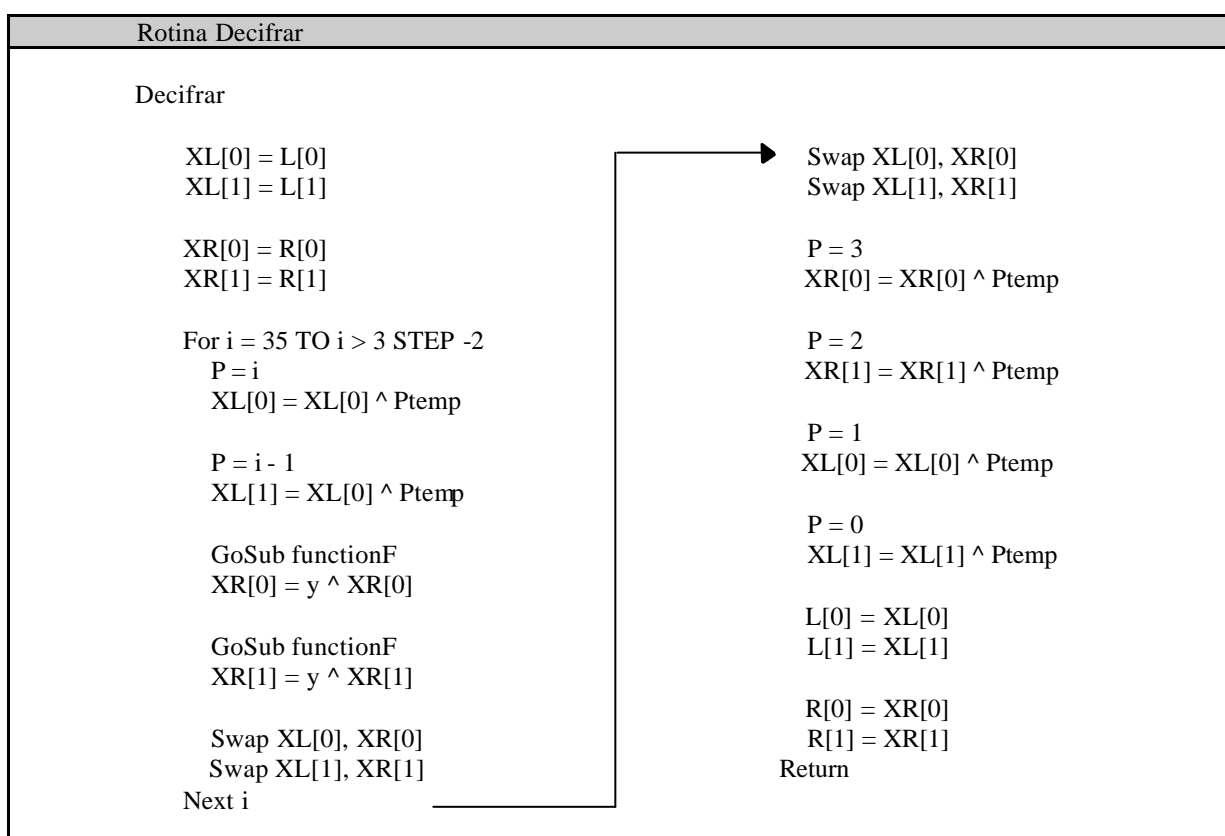 Rotina Decifrar
Decifrar
XL[0] = L[0]
XL[1] = L[1]
XR[0] = R[0]
XR[1] = R[1]
For i = 35 TO i > 3 STEP -2
P = i
XL[0] = XL[0] ^ Ptemp
P = i - 1
XL[1] = XL[0] ^ Ptemp
GoSub functionF
XR[0] = y ^ XR[0]
GoSub functionF
XR[1] = y ^ XR[1]
Swap XL[0], XR[0]
Swap XL[1], XR[1]
Next i
Swap XL[0], XR[0]
Swap XL[1], XR[1]
P = 3
XR[0] = XR[0] ^ Ptemp
P = 2
XR[1] = XR[1] ^ Ptemp
P = 1
XL[0] = XL[0] ^ Ptemp
P = 0
XL[1] = XL[1] ^ Ptemp
L[0] = XL[0]
L[1] = XL[1]
R[0] = XR[0]
R[1] = XR[1]
Return